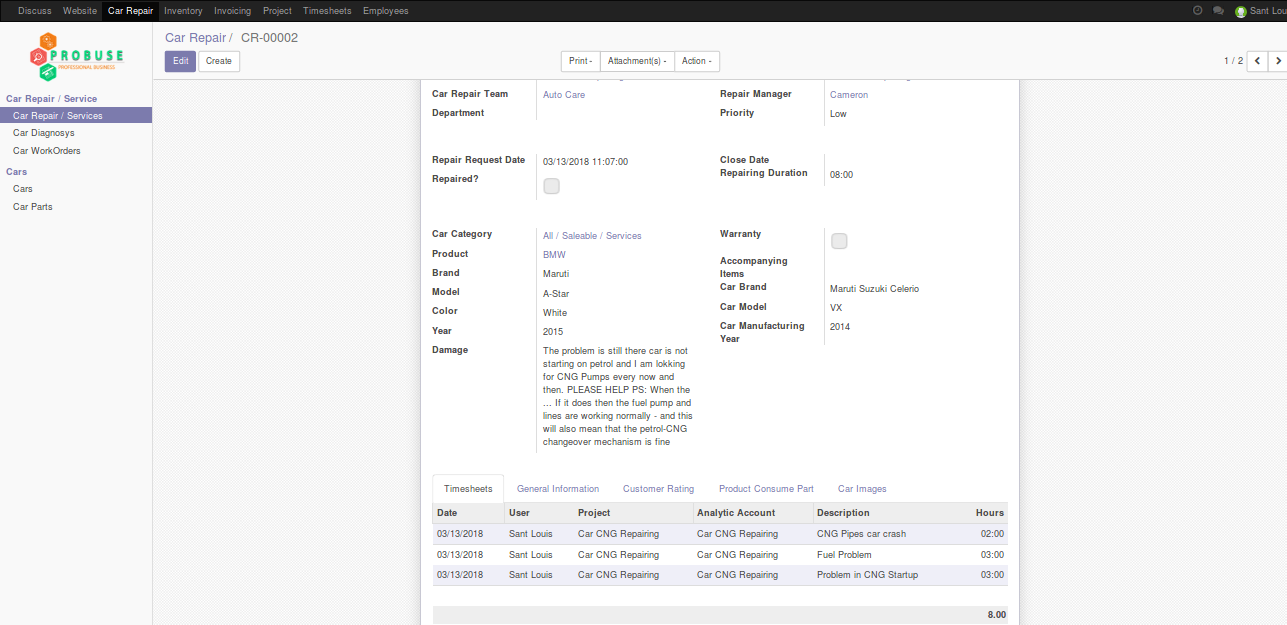 Discuss Website Car Repair Inventory Invoicing Project Timesheets Employees
Sant Lou
PROBUSE
PROFESSIONAL BUSINESS
Car Repair / Service
Car Repair / Services
Car Diagnosys
Car WorkOrders
Cars
Cars
Car Parts
Car Repair / CR-00002
Edit Create
Print Attachment(s) Action
1 / 2
Car Repair Team Auto Care Repair Manager Cameron
Department Priority Low
Repair Request Date 03/13/2018 11:07:00 Close Date
Repaired? Repairing Duration 08:00
Car Category All / Saleable / Services
Product BMW
Brand Maruti
Model A-Star
Color White
Year 2015
Damage The problem is still there car is not
starting on petrol and I am lokking
for CNG Pumps every now and
then. PLEASE HELP PS: When the
... If it does then the fuel pump and
lines are working normally - and this
will also mean that the petrol-CNG
changeover mechanism is fine
Warranty
Accompanying
Items
Car Brand Maruti Suzuki Celerio
Car Model VX
Car Manufacturing 2014
Year
Timesheets General Information Customer Rating Product Consume Part Car Images
Date User Project Analytic Account Description Hours
03/13/2018 Sant Louis Car CNG Repairing Car CNG Repairing CNG Pipes car crash 02:00
03/13/2018 Sant Louis Car CNG Repairing Car CNG Repairing Fuel Problem 03:00
03/13/2018 Sant Louis Car CNG Repairing Car CNG Repairing Problem in CNG Startup 03:00
8.00